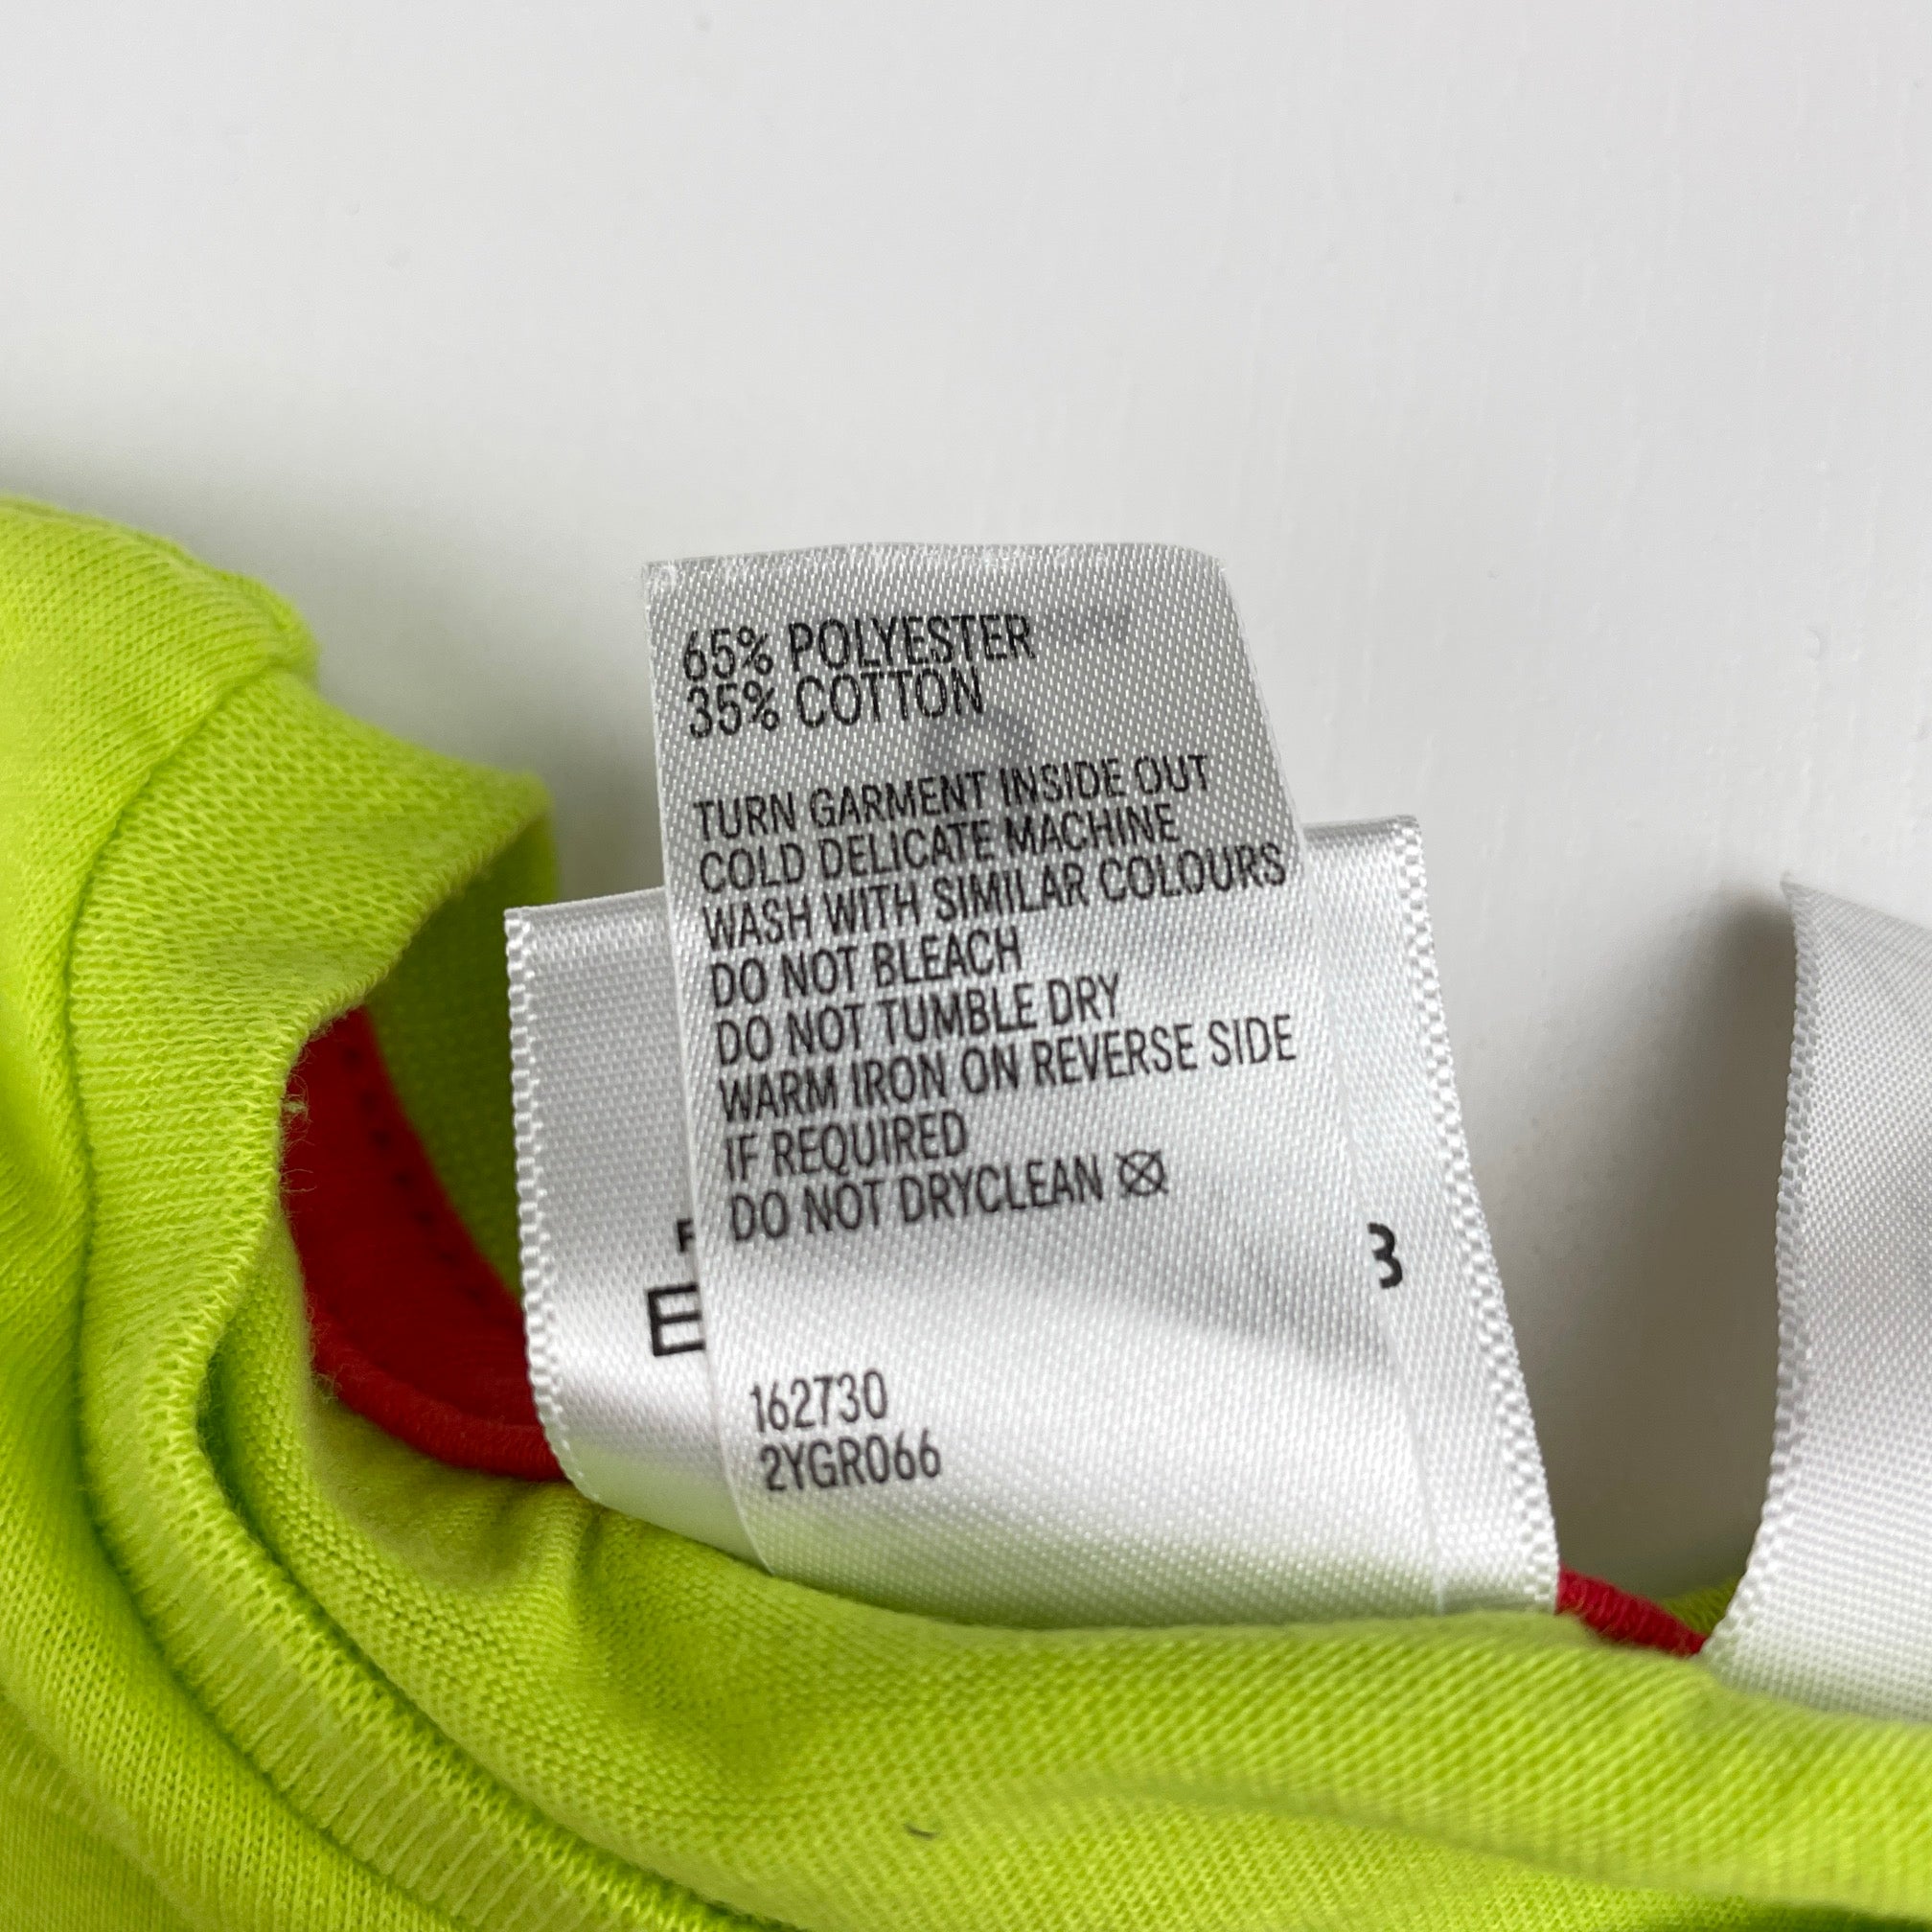 65% POLYESTER
35% COTTON
TURN GARMENT INSIDE OUT
COLD DELICATE MACHINE
WASH WITH SIMILAR COLOURS
DO NOT BLEACH
DO NOT TUMBLE DRY
WARM IRON ON REVERSE SIDE
IF REQUIRED
DO NOT DRYCLEAN
3
E
162730
2YGR066